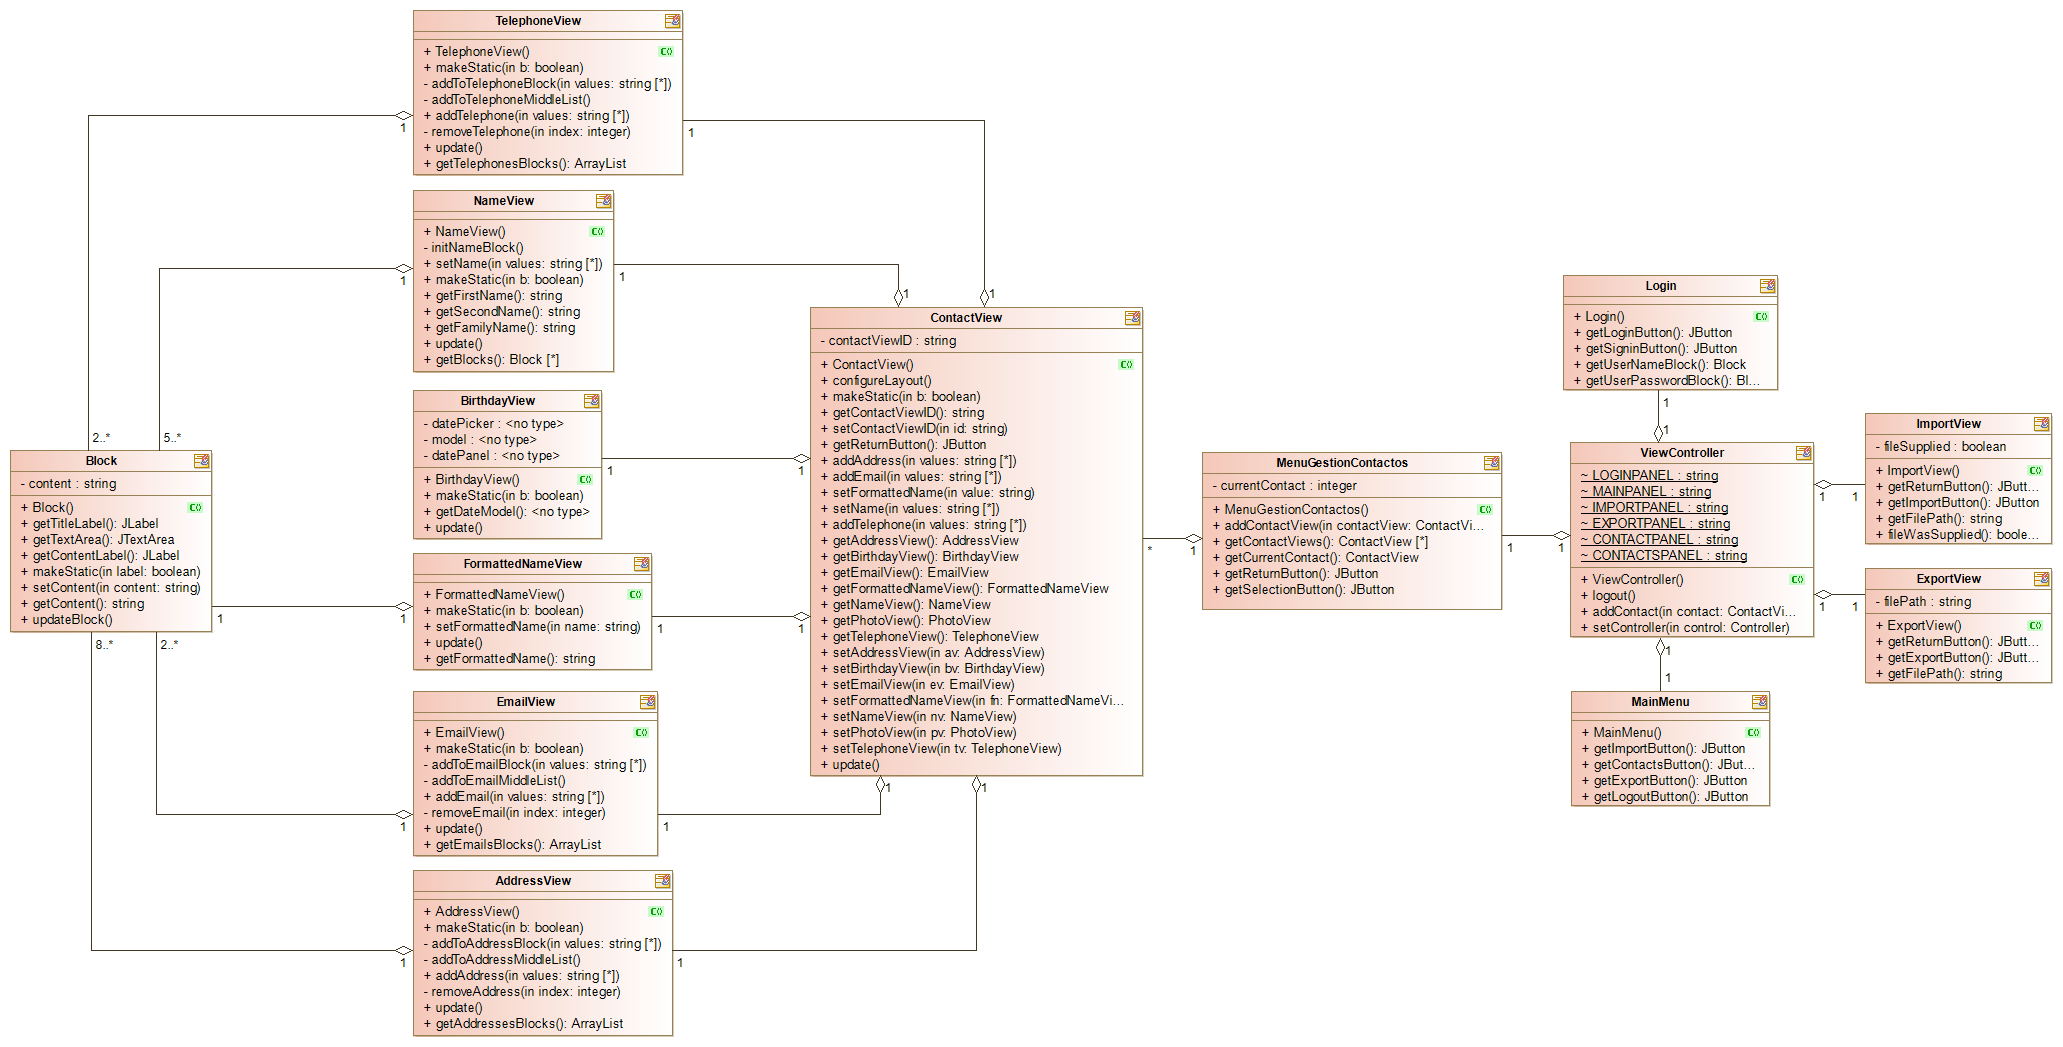 TelephoneView
+ TelephoneView()
+ makeStatic(in b: boolean)
- addToTelephoneBlock(in values: string [*])
- addToTelephoneMiddleList()
+ addTelephone(in values: string [*])
- removeTelephone(in index: integer)
+ update()
+ getTelephonesBlocks(): ArrayList
1
1
1
NameView
+ NameView()
- initNameBlock()
+ setName(in values: string [*])
+ makeStatic(in b: boolean)
+ getFirstName(): string
+ getSecondName(): string
+ getFamilyName(): string
+ update()
+ getBlocks(): Block [*]
1
1
1
BirthdayView
- datePicker : <no type>
- model : <no type>
- datePanel : <no type>
+ BirthdayView()
+ makeStatic(in b: boolean)
+ getDateModel(): <no type>
+ update()
1
1
2..*
5..*
Block
- content : string
+ Block()
+ getTitleLabel(): JLabel
+ getTextArea(): JTextArea
+ getContentLabel(): JLabel
+ makeStatic(in label: boolean)
+ setContent(in content: string)
+ getContent(): string
+ updateBlock()
8..*
2..*
1
1
FormattedNameView
+ FormattedNameView()
+ makeStatic(in b: boolean)
+ setFormattedName(in name: string)
+ update()
+ getFormattedName(): string
1
1
EmailView
+ EmailView()
+ makeStatic(in b: boolean)
- addToEmailBlock(in values: string [*])
- addToEmailMiddleList()
+ addEmail(in values: string [*])
- removeEmail(in index: integer)
+ update()
+ getEmailsBlocks(): ArrayList
1
1
1
AddressView
+ AddressView()
+ makeStatic(in b: boolean)
- addToAddressBlock(in values: string [*])
- addToAddressMiddleList()
+ addAddress(in values: string [*])
- removeAddress(in index: integer)
+ update()
+ getAddressesBlocks(): ArrayList
1
1
1
ContactView
- contactViewID : string
+ ContactView()
+ configureLayout()
+ makeStatic(in b: boolean)
+ getContactViewID(): string
+ setContactViewID(in id: string)
+ getReturnButton(): JButton
+ addAddress(in values: string [*])
+ addEmail(in values: string [*])
+ setFormattedName(in value: string)
+ setName(in values: string [*])
+ addTelephone(in values: string [*])
+ getAddressView(): AddressView
+ getBirthdayView(): BirthdayView
+ getEmailView(): EmailView
+ getFormattedNameView(): FormattedNameView
+ getNameView(): NameView
+ getPhotoView(): PhotoView
+ getTelephoneView(): TelephoneView
+ setAddressView(in av: AddressView)
+ setBirthdayView(in bv: BirthdayView)
+ setEmailView(in ev: EmailView)
+ setFormattedNameView(in fn: FormattedNameVi...
+ setNameView(in nv: NameView)
+ setPhotoView(in pv: PhotoView)
+ setTelephoneView(in tv: TelephoneView)
+ update()
*
1
MenuGestionContactos
- currentContact : integer
+ MenuGestionContactos()
+ addContactView(in contactView: ContactVi...
+ getContactViews(): ContactView [*]
+ getCurrentContact(): ContactView
+ getReturnButton(): JButton
+ getSelectionButton(): JButton
1
1
Login
+ Login()
+ getLoginButton(): JButton
+ getSigninButton(): JButton
+ getUserNameBlock(): Block
+ getUserPasswordBlock(): Bl...
1
1
ViewController
~ LOGINPANEL : string
~ MAINPANEL : string
~ IMPORTPANEL : string
~ EXPORTPANEL : string
~ CONTACTPANEL : string
~ CONTACTSPANEL : string
+ ViewController()
+ logout()
+ addContact(in contact: ContactVi...
+ setController(in control: Controller)
1
1
MainMenu
+ MainMenu()
+ getImportButton(): JButton
+ getContactsButton(): JBut...
+ getExportButton(): JButton
+ getLogoutButton(): JButton
1
1
ImportView
- fileSupplied : boolean
+ ImportView()
+ getReturnButton(): JButt...
+ getImportButton(): JButton
+ getFilePath(): string
+ fileWasSupplied(): boole...
1
1
ExportView
- filePath : string
+ ExportView()
+ getReturnButton(): JButt...
+ getExportButton(): JButt...
+ getFilePath(): string